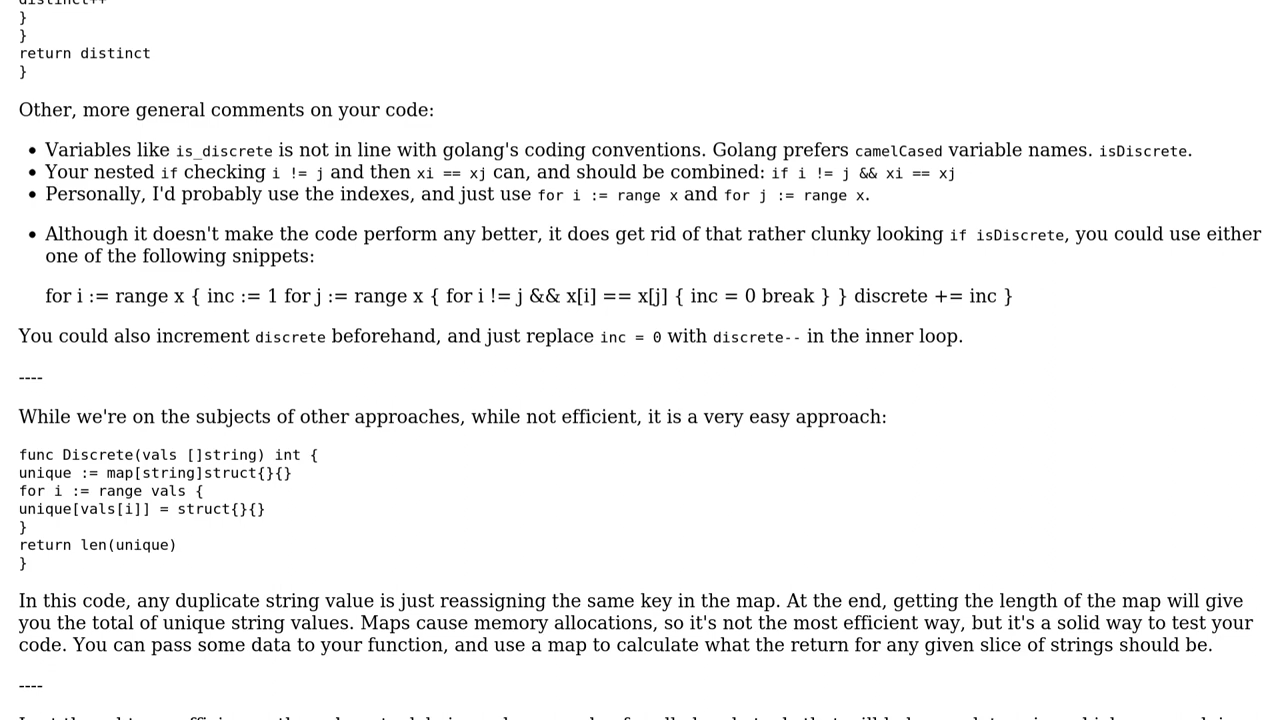 distinct++
}
}
return distinct
}
Other, more general comments on your code:
• Variables like is_discrete is not in line with golang's coding conventions. Golang prefers camelCased variable names. isDiscrete.
• Your nested if checking i != j and then xi == xj can, and should be combined: if i != j && xi == xj
• Personally, I'd probably use the indexes, and just use for i := range x and for j := range x.
• Although it doesn't make the code perform any better, it does get rid of that rather clunky looking if isDiscrete, you could use either
one of the following snippets:
for i := range x { inc := 1 for j := range x { for i != j && x[i] == x[j] { inc = 0 break } } discrete += inc }
You could also increment discrete beforehand, and just replace inc = 0 with discrete-- in the inner loop.
----
While we're on the subjects of other approaches, while not efficient, it is a very easy approach:
func Discrete(vals []string) int {
unique := map[string]struct{}{}
for i := range vals {
unique[vals[i]] = struct{}{}
}
return len(unique)
}
In this code, any duplicate string value is just reassigning the same key in the map. At the end, getting the length of the map will give
you the total of unique string values. Maps cause memory allocations, so it's not the most efficient way, but it's a solid way to test your
code. You can pass some data to your function, and use a map to calculate what the return for any given slice of strings should be.
----